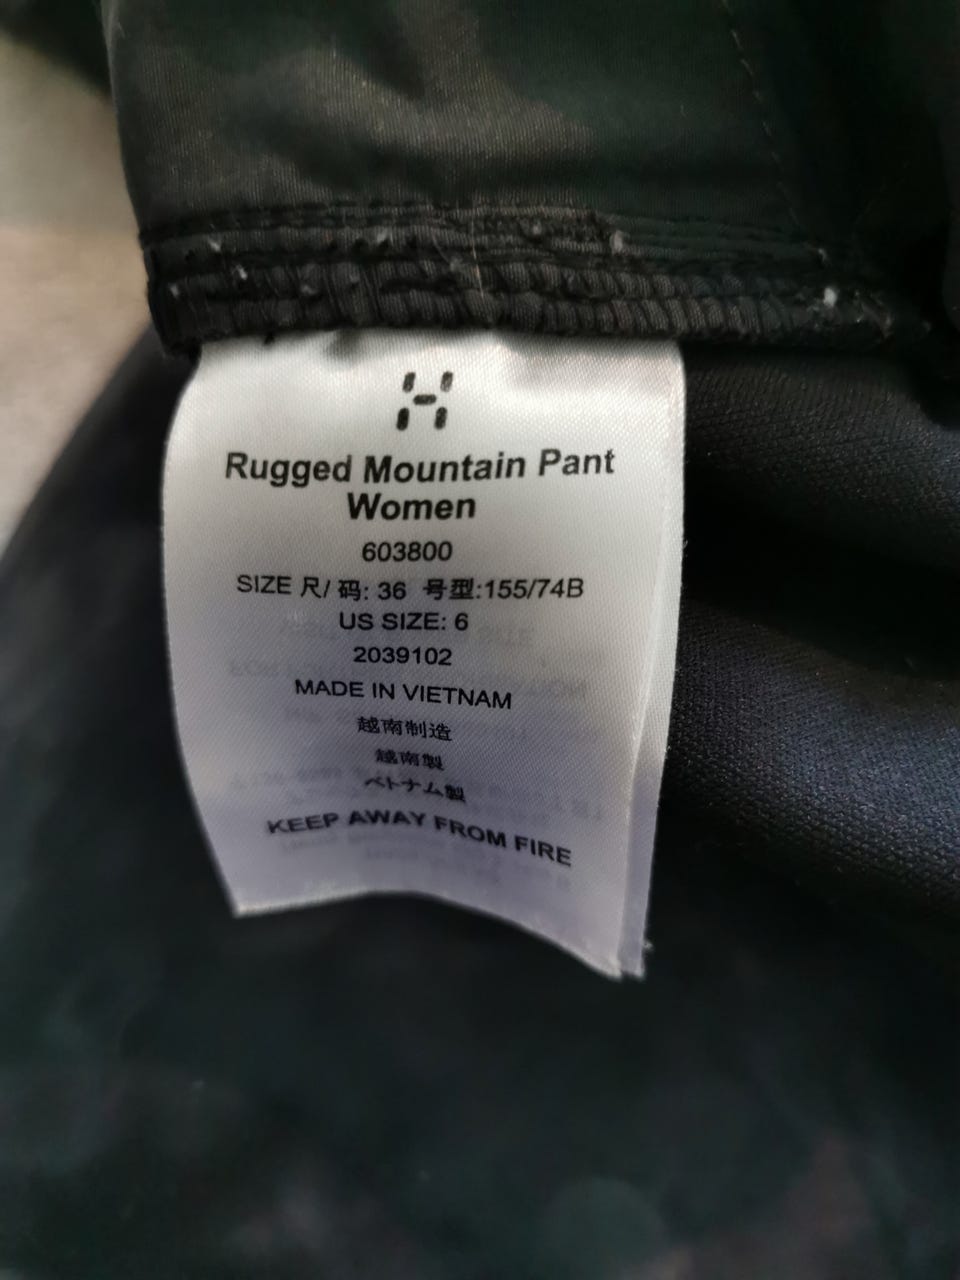 Rugged Mountain Pant
Women
603800
SIZE 尺/ 码: 36 号型:155/74B
US SIZE: 6
2039102
MADE IN VIETNAM
越南制造
越南製
ベトナム製
KEEP AWAY FROM FIRE